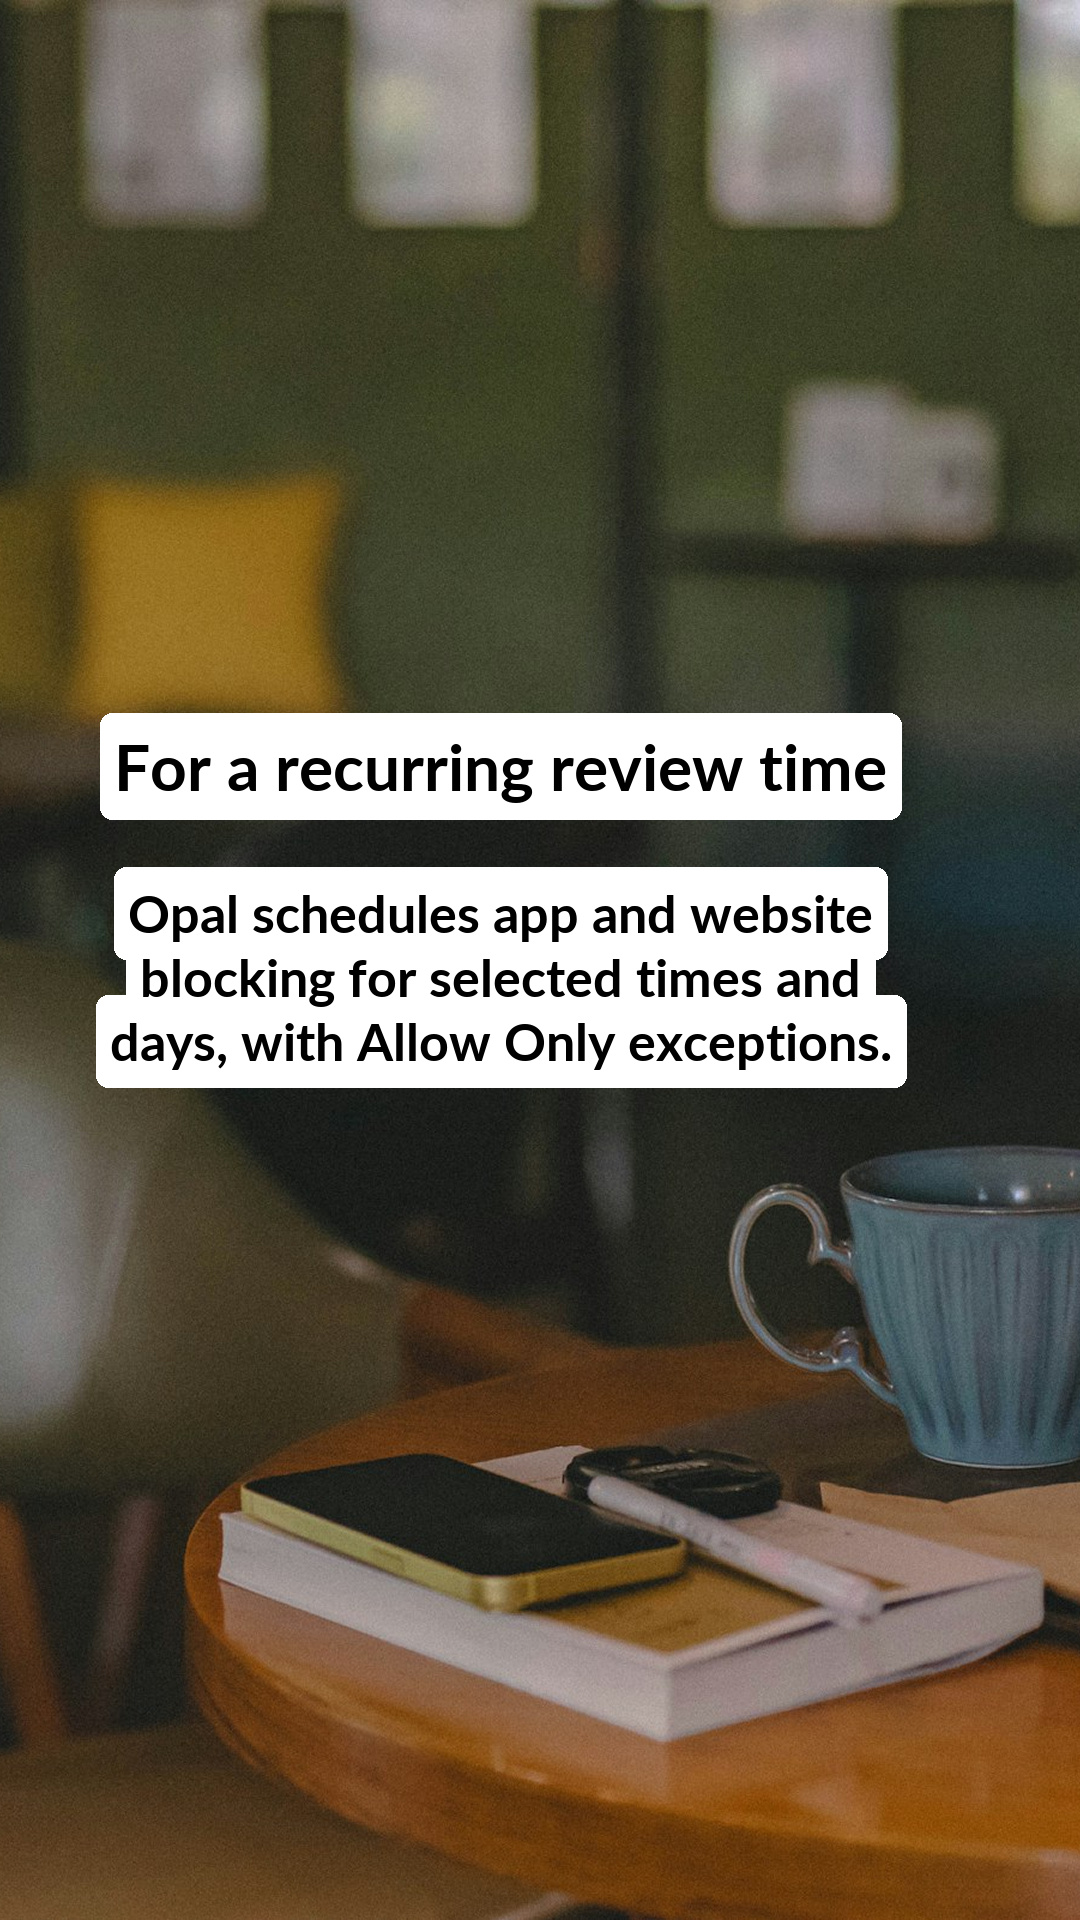 For a recurring review time
Opal schedules app and website
blocking for selected times and
days, with Allow Only exceptions.